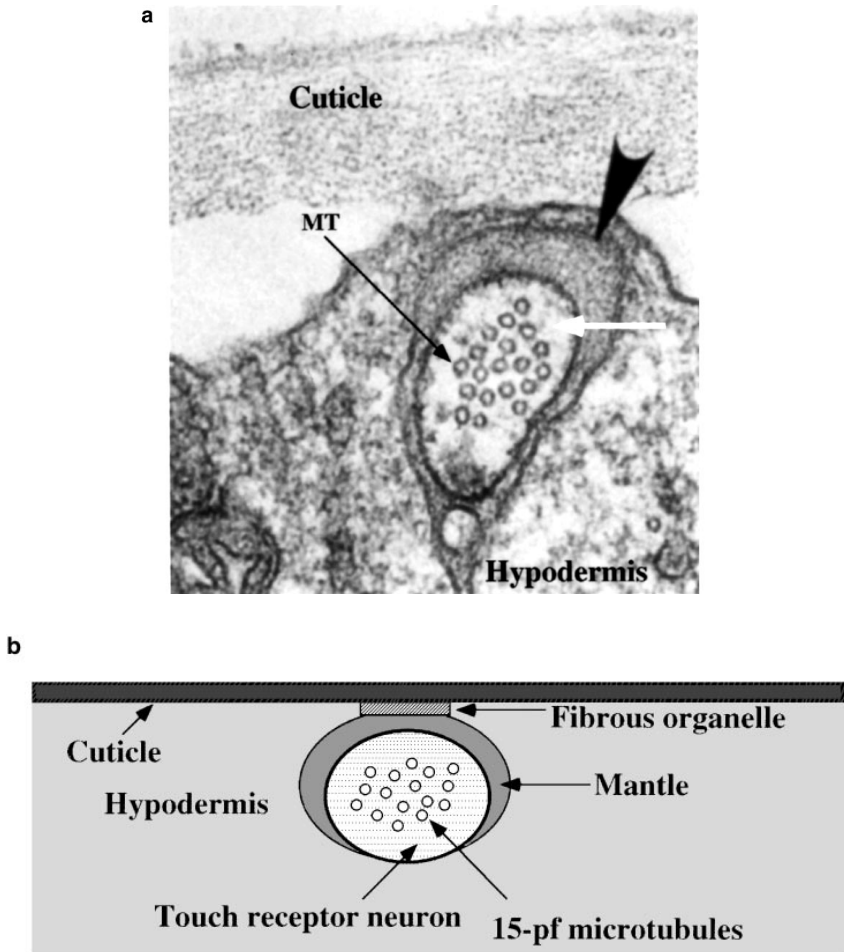 a
Cuticle
MT
Hypodermis
b
Fibrous organelle
Cuticle
Mantle
Hypodermis
Touch receptor neuron
15-pf microtubules